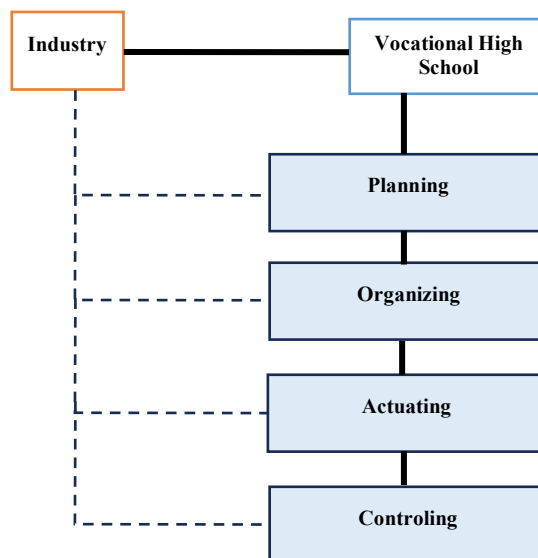 Industry
Vocational High
School
Planning
Organizing
Actuating
Controling